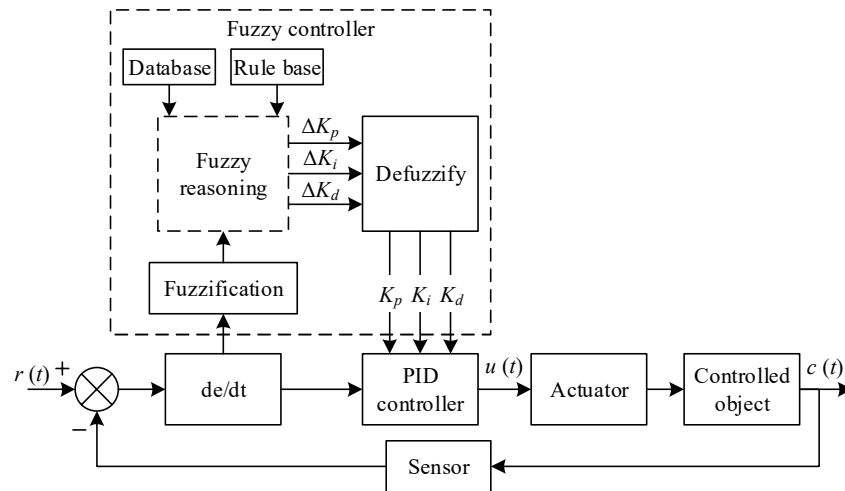 Fuzzy controller
Database
Rule base
Fuzzy
reasoning
ΔKp
ΔKi
ΔKd
Defuzzify
Fuzzification
Kp
Ki
Kd
r (t)
+
−
de/dt
PID
controller
u (t)
Actuator
Controlled
object
c (t)
Sensor